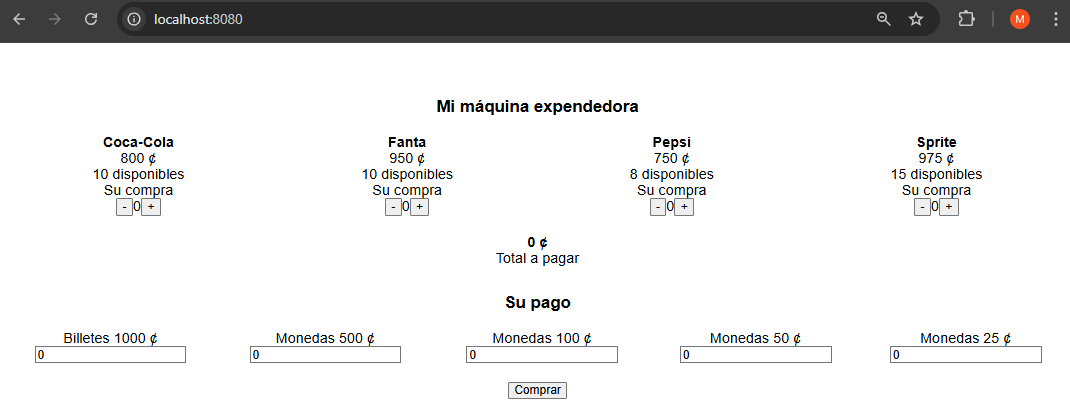 localhost:8080
M
Mi máquina expendedora
Coca-Cola Fanta Pepsi Sprite
800 ₡ 950 ₡ 750 ₡ 975 ₡
10 disponibles 10 disponibles 8 disponibles 15 disponibles
Su compra Su compra Su compra Su compra
- 0 + - 0 + - 0 + - 0 +
0 ₡
Total a pagar
Su pago
Billetes 1000 ₡ Monedas 500 ₡ Monedas 100 ₡ Monedas 50 ₡ Monedas 25 ₡
0 0 0 0 0
Comprar